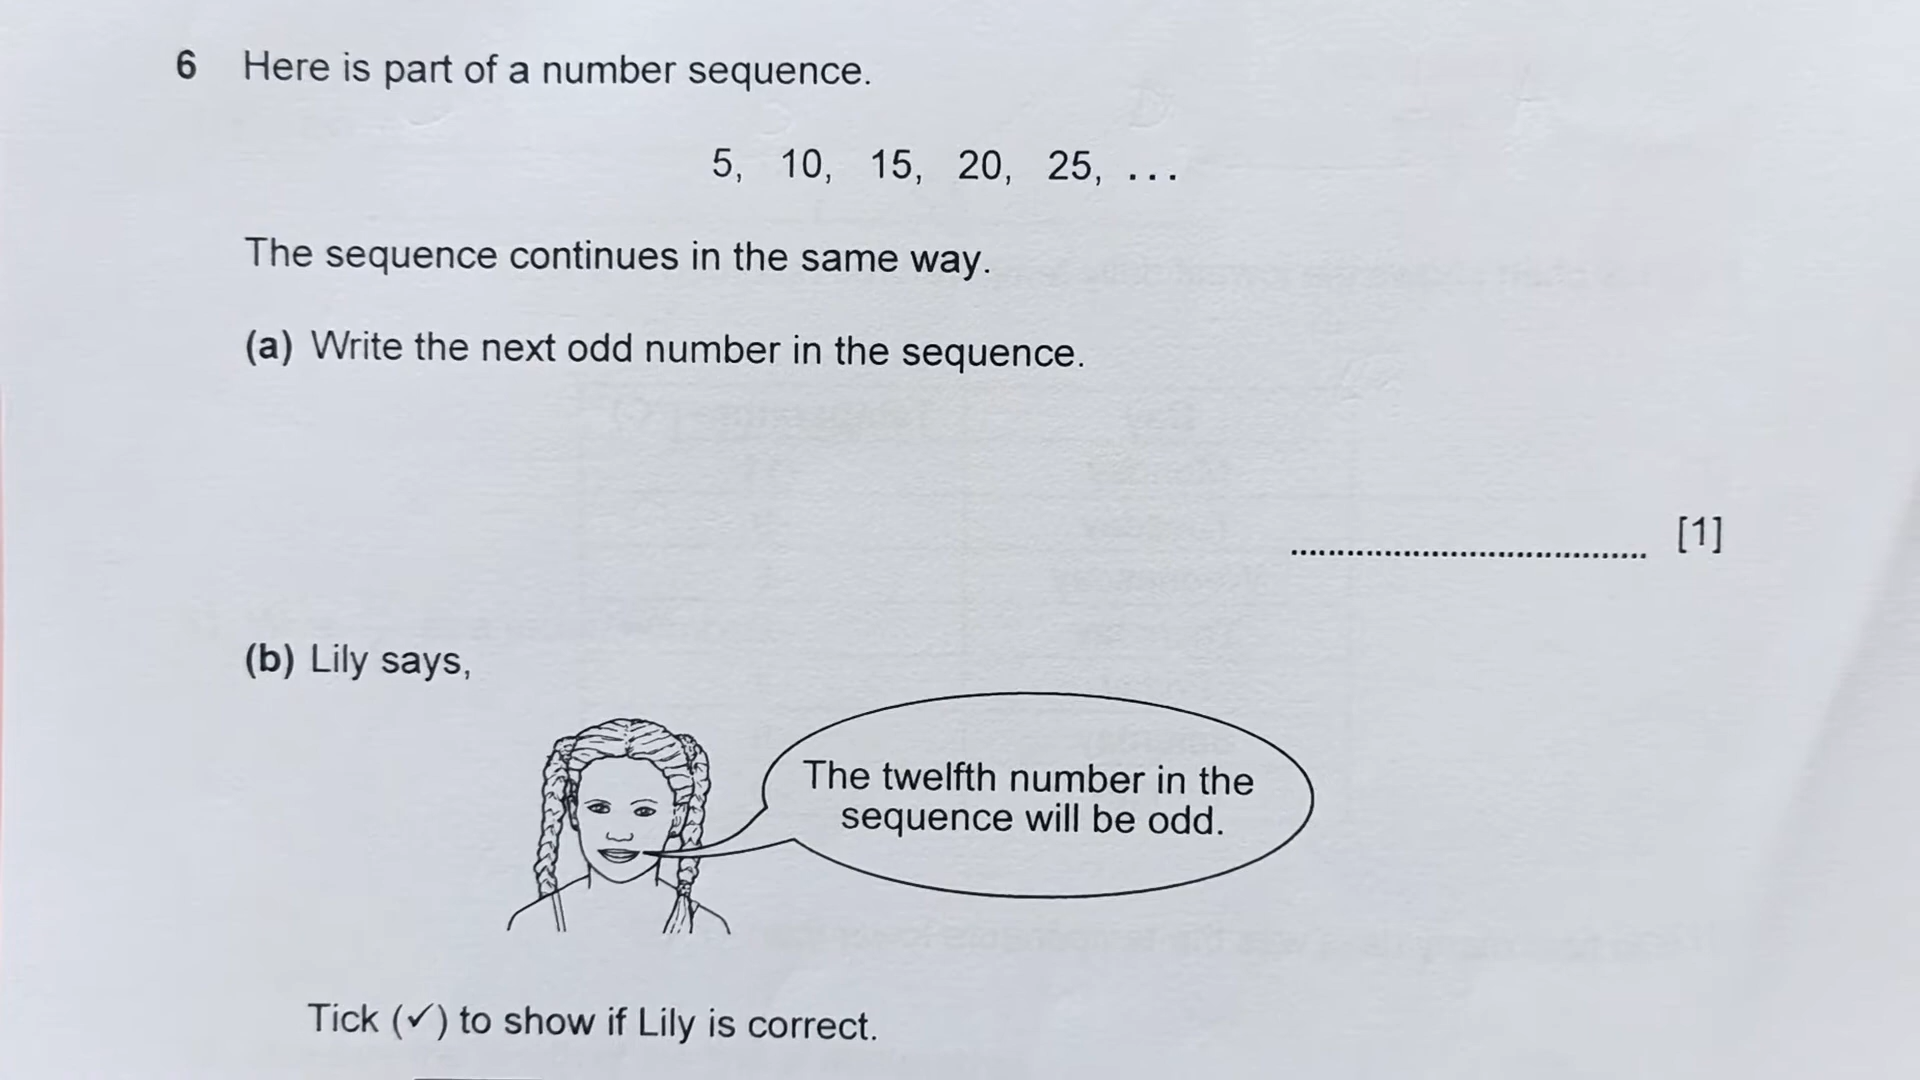 6 Here is part of a number sequence.
5, 10, 15, 20, 25, ...
The sequence continues in the same way.
(a) Write the next odd number in the sequence.
.......................................... [1]
(b) Lily says,
The twelfth number in the
sequence will be odd.
Tick (✓) to show if Lily is correct.